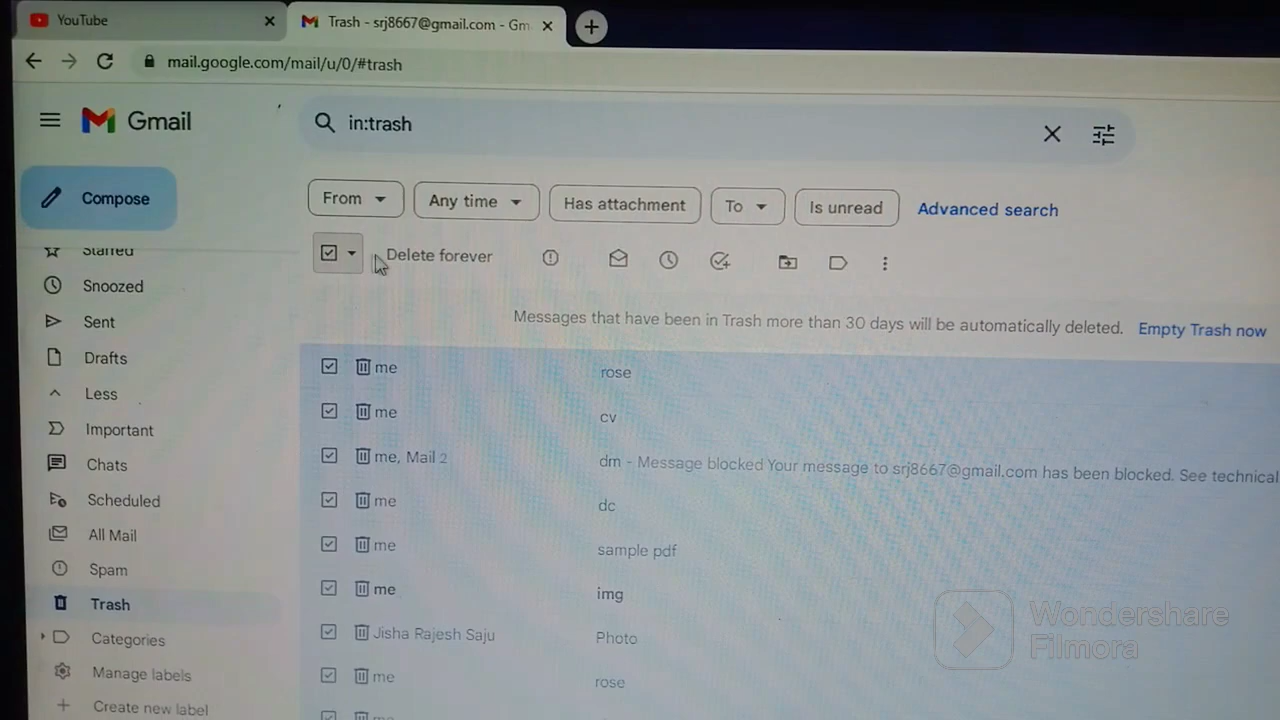 YouTube
Trash - srj8667@gmail.com - Gm
mail.google.com/mail/u/0/#trash
Gmail
in:trash
Compose
From
Any time
Has attachment
To
Is unread
Advanced search
Starred
Delete forever
Snoozed
Sent
Messages that have been in Trash more than 30 days will be automatically deleted. Empty Trash now
Drafts
me rose
Less
me cv
Important
me, Mail 2 dm - Message blocked Your message to srj8667@gmail.com has been blocked. See technical
Chats
me dc
Scheduled
me sample pdf
All Mail
Spam
me img
Trash
Jisha Rajesh Saju Photo
Categories
Manage labels
me rose
Create new label
me
Wondershare
Filmora